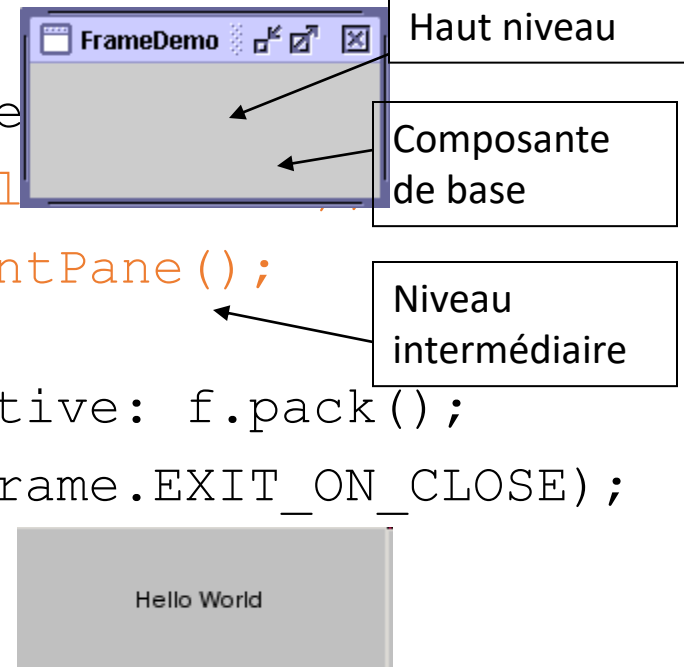 FrameDemo
Haut niveau
Composante
de base
ntPane();
Niveau
intermédiaire
tive: f.pack();
rame.EXIT_ON_CLOSE);
Hello World